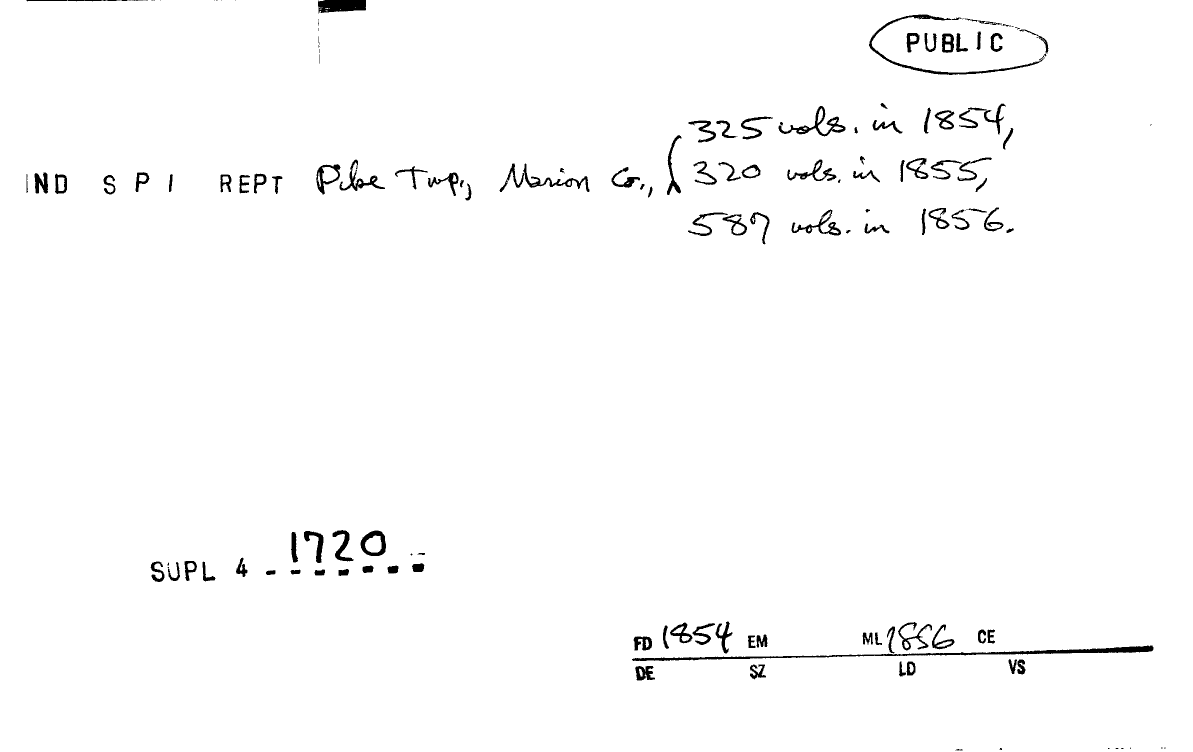 PUBLIC
325 vols. in 1854,
IND S P I REPT Pike Twp., Marion Co., 320 vols. in 1855,
587 vols. in 1856.
SUPL 4 1720
FD 1854 EM ML 1856 CE
DE SZ LD VS